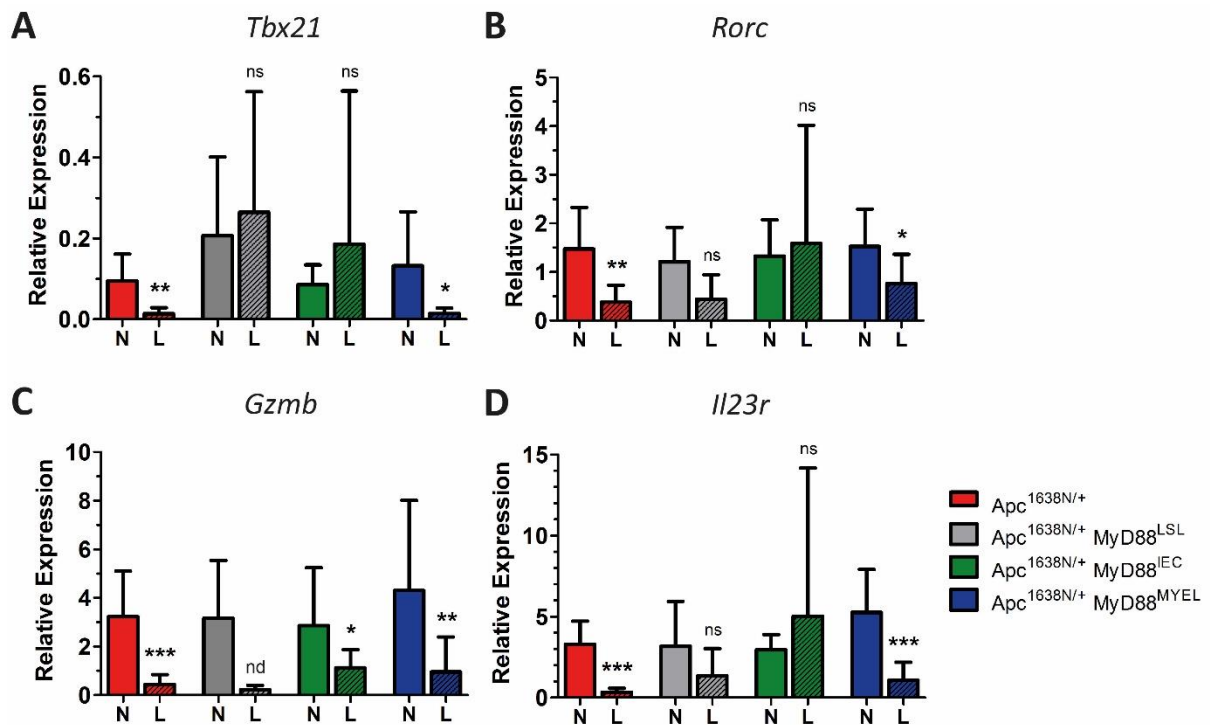 A Tbx21
Relative Expression
0.6
0.4
0.2
0.0
** ns ns *
N L N L N L N L
B Rorc
Relative Expression
5
4
3
2
1
0
** ns ns *
N L N L N L N L
C Gzmb
Relative Expression
10
8
6
4
2
0
*** nd * **
N L N L N L N L
D Il23r
Relative Expression
15
10
5
0
*** ns ns ***
N L N L N L N L
Apc1638N/+
Apc1638N/+ MyD88LSL
Apc1638N/+ MyD88IEC
Apc1638N/+ MyD88MYEL